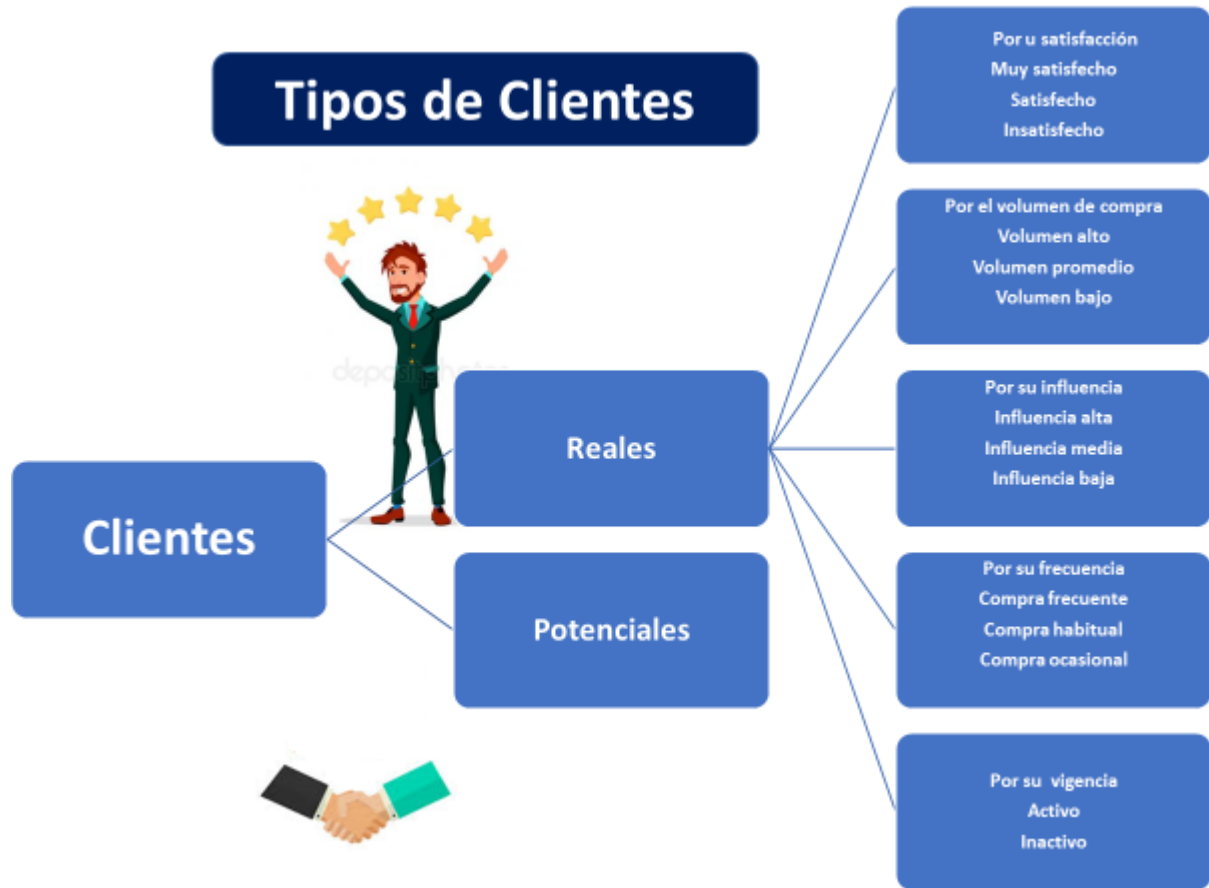 Tipos de Clientes
depositphotos
Clientes
Reales
Potenciales
Por u satisfacción
Muy satisfecho
Satisfecho
Insatisfecho
Por el volumen de compra
Volumen alto
Volumen promedio
Volumen bajo
Por su influencia
Influencia alta
Influencia media
Influencia baja
Por su frecuencia
Compra frecuente
Compra habitual
Compra ocasional
Por su vigencia
Activo
Inactivo